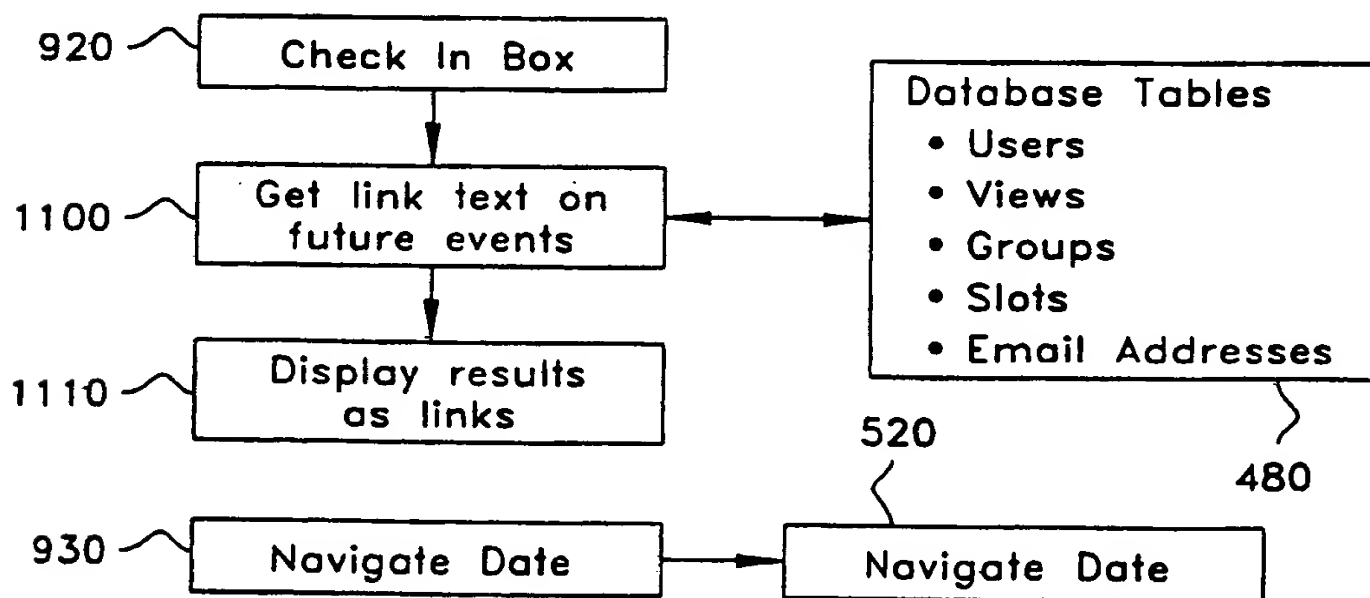 920
Check In Box
1100
Get link text on
future events
1110
Display results
as links
Database Tables
• Users
• Views
• Groups
• Slots
• Email Addresses
480
930
Navigate Date
520
Navigate Date